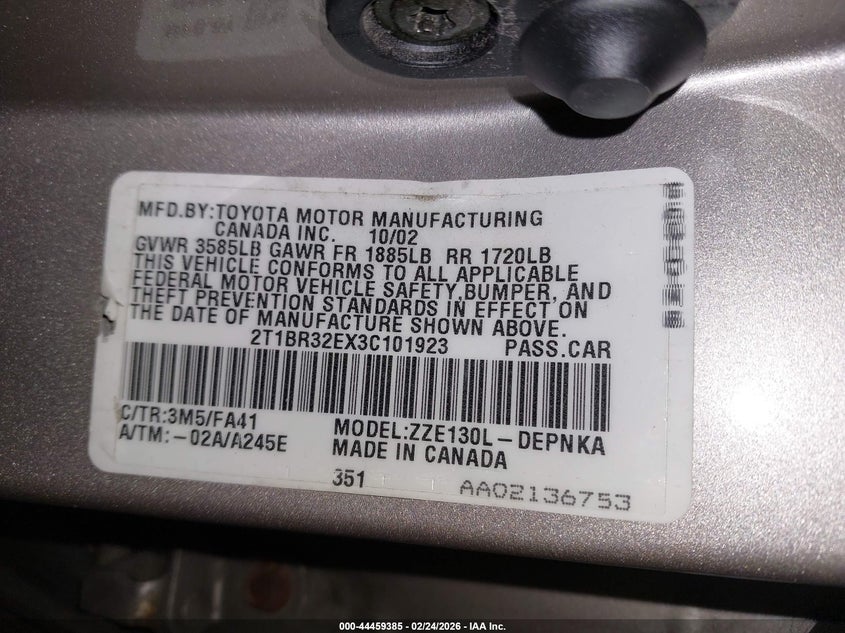 MFD.BY:TOYOTA MOTOR MANUFACTURING
CANADA INC. 10/02
GVWR 3585LB GAWR FR 1885LB RR 1720LB
THIS VEHICLE CONFORMS TO ALL APPLICABLE
FEDERAL MOTOR VEHICLE SAFETY,BUMPER, AND
THEFT PREVENTION STANDARDS IN EFFECT ON
THE DATE OF MANUFACTURE SHOWN ABOVE.
2T1BR32EX3C101923 PASS.CAR
C/TR:3M5/FA41 MODEL:ZZE130L-DEPNKA
A/TM:-02A/A245E MADE IN CANADA
351 AA02136753
000-44459385 - 02/24/2026 - IAA Inc.